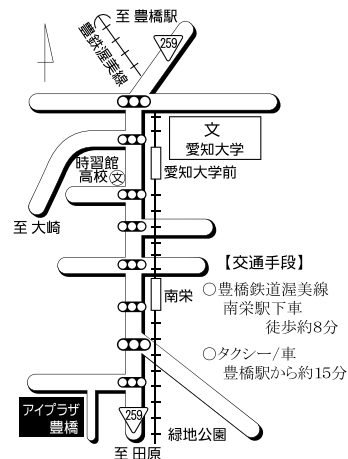 至 豊橋駅
259
豊鉄渥美線
文
愛知大学
時習館
高校文
愛知大学前
至 大崎
【交通手段】
○豊橋鉄道渥美線
南栄駅下車
徒歩約8分
南栄
○タクシー/車
豊橋駅から約15分
アイプラザ
豊橋
259
緑地公園
至 田原